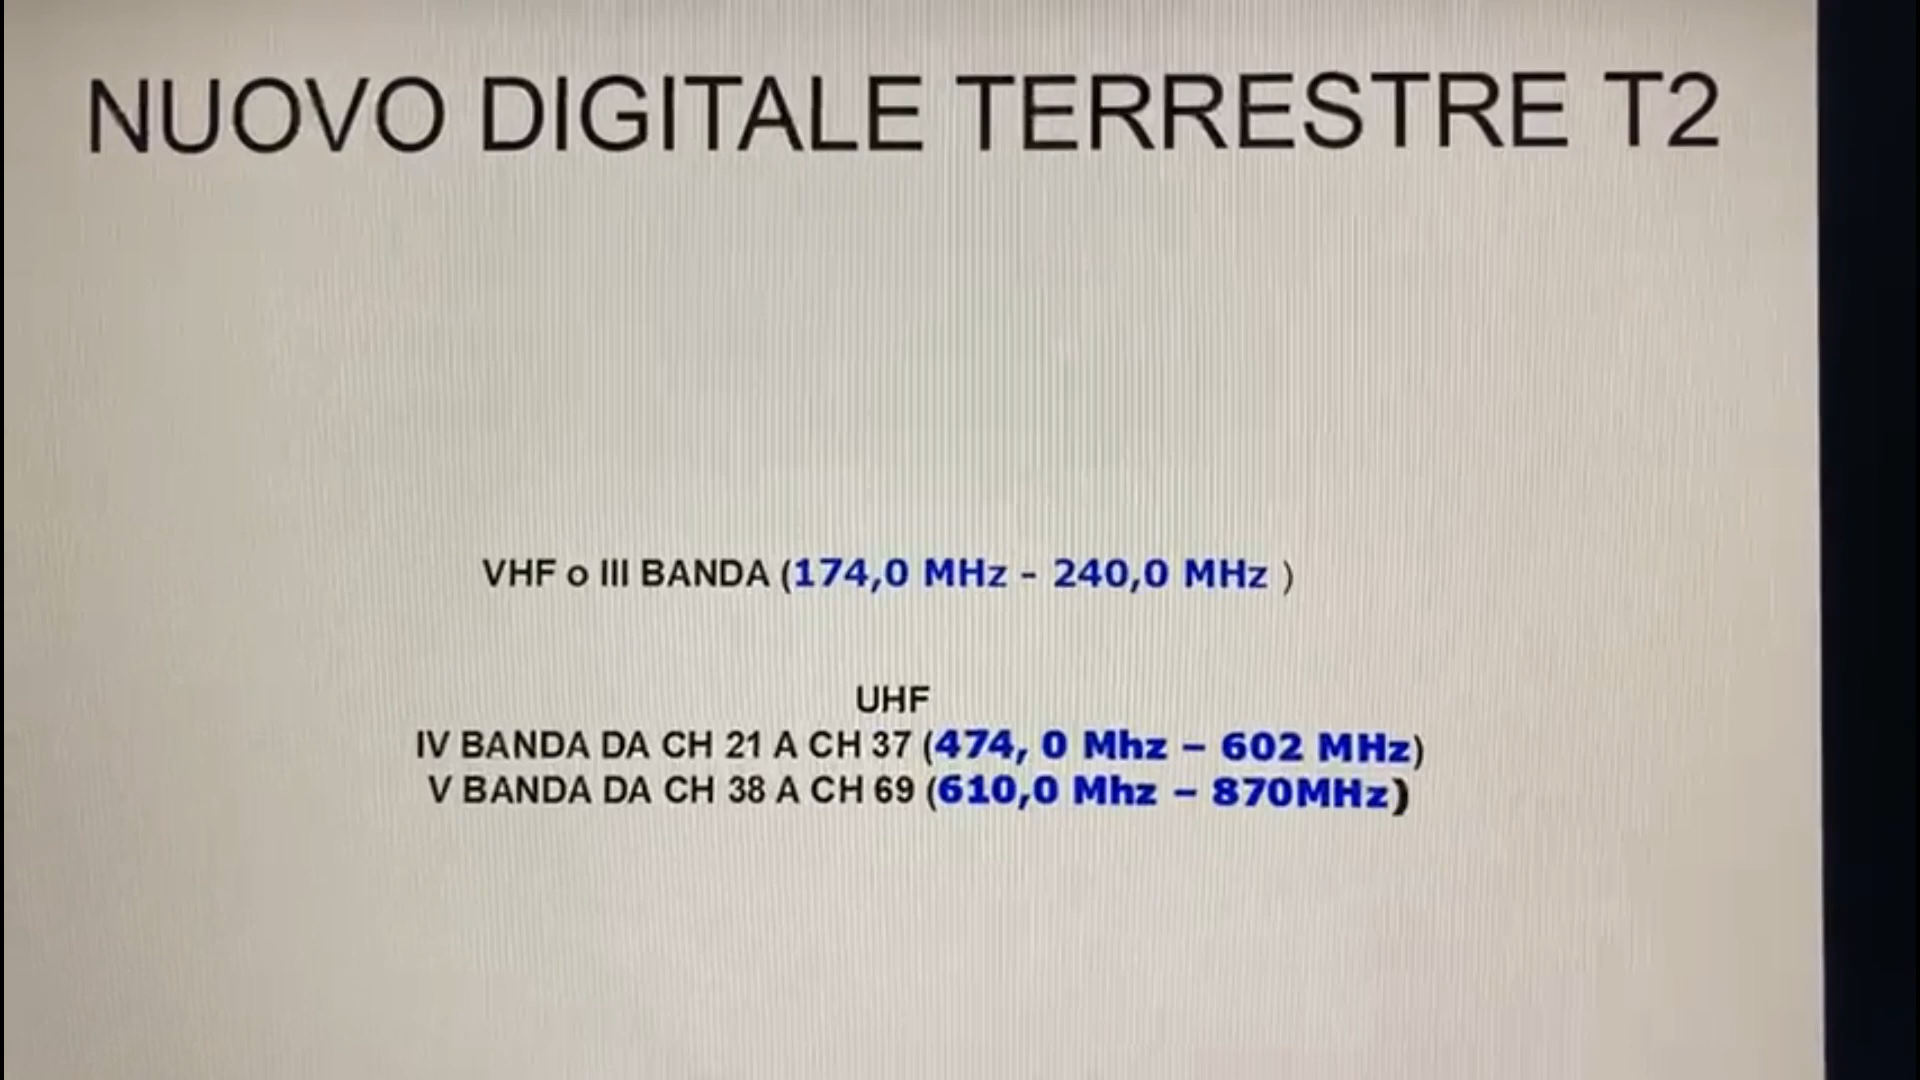 NUOVO DIGITALE TERRESTRE T2
VHF o III BANDA (174,0 MHz - 240,0 MHz )
UHF
IV BANDA DA CH 21 A CH 37 (474, 0 Mhz – 602 MHz)
V BANDA DA CH 38 A CH 69 (610,0 Mhz – 870MHz)